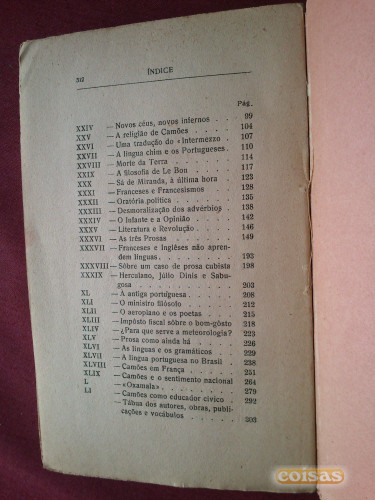 312
ÍNDICE
Pág.
XXIV — Novos céus, novos infernos . . . 99
XXV — A religião de Camões . . . . . 104
XXVI — Uma tradução do «Intermezzo» 107
XXVII — A língua chim e os Portugueses . 110
XXVIII — Morte da Terra . . . . . . 114
XXIX — A filosofia de Le Bon . . . . 117
XXX — Sá de Miranda, à última hora . . 123
XXXI — Franceses e Francesismos . . . 128
XXXII — Oratória política . . . . . . 135
XXXIII — Desmoralização dos advérbios . . 138
XXXIV — O Infante e a Opinião . . . . 142
XXXV — Literatura e Revolução . . . . 146
XXXVI — As três Prosas . . . . . . 149
XXXVII — Franceses e Inglêses não apren-
dem línguas . . . . . . . 193
XXXVIII — Sôbre um caso de prosa cubista . 198
XXXIX — Herculano, Júlio Dinis e Sabu-
gosa . . . . . . . . . 203
XL — À antiga portuguesa . . . . . 208
XLI — O ministro filósofo . . . . . 212
XLII — O aeroplano e os poetas . . . . 215
XLIII — Impôsto fiscal sôbre o bom-gôsto 218
XLIV — ¿Para que serve a meteorologia? . 223
XLV — Prosa como ainda há . . . . . 226
XLVI — As línguas e os gramáticos . . . 229
XLVII — A língua portuguesa no Brasil . . 238
XLVIII — Camões em França . . . . . 251
XLIX — Camões e o sentimento nacional 264
L — «Oxamala» . . . . . . . 279
LI — Camões como educador cívico . . 292
— Tábua dos autores, obras, publi-
cações e vocábulos . . . . 303
coisas